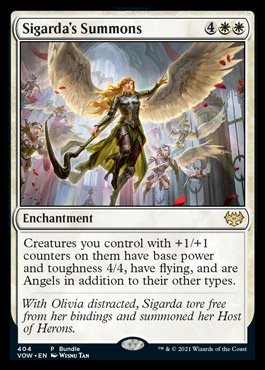 Sigarda's Summons 4
Enchantment
Creatures you control with +1/+1
counters on them have base power
and toughness 4/4, have flying, and are
Angels in addition to their other types.
With Olivia distracted, Sigarda tore free
from her bindings and summoned her Host
of Herons.
404 P Bundle
VOW • EN Wisnu Tan
™ & © 2021 Wizards of the Coast